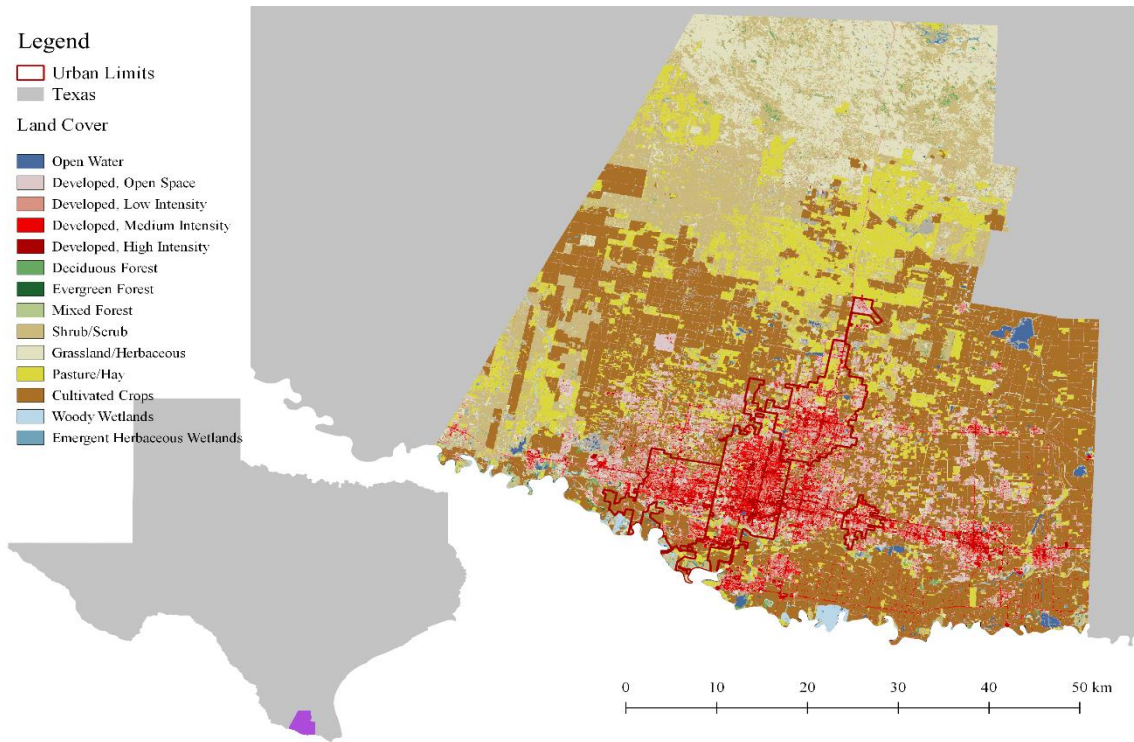 Legend
Urban Limits
Texas
Land Cover
Open Water
Developed, Open Space
Developed, Low Intensity
Developed, Medium Intensity
Developed, High Intensity
Deciduous Forest
Evergreen Forest
Mixed Forest
Shrub/Scrub
Grassland/Herbaceous
Pasture/Hay
Cultivated Crops
Woody Wetlands
Emergent Herbaceous Wetlands
0 10 20 30 40 50 km